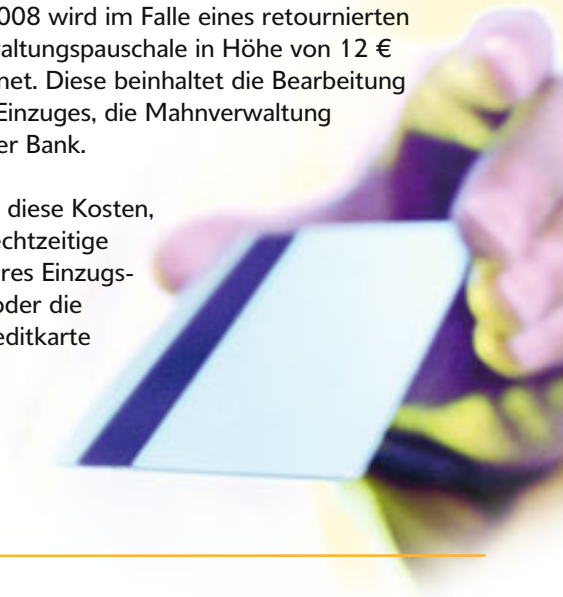 008 wird im Falle eines retournierten
waltungspauschale in Höhe von 12 €
net. Diese beinhaltet die Bearbeitung
Einzuges, die Mahnverwaltung
er Bank.
diese Kosten,
echtzeitige
res Einzugs-
oder die
editkarte